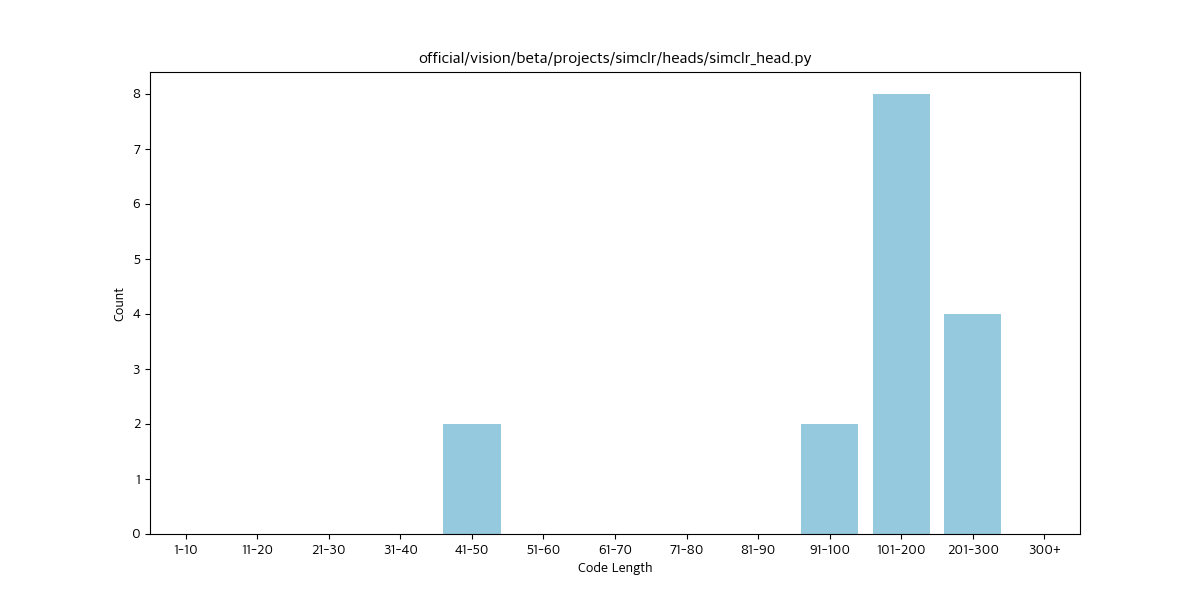 official/vision/beta/projects/simclr/heads/simclr_head.py
8
7
6
5
4
3
2
1
0
Count
1-10 11-20 21-30 31-40 41-50 51-60 61-70 71-80 81-90 91-100 101-200 201-300 300+
Code Length